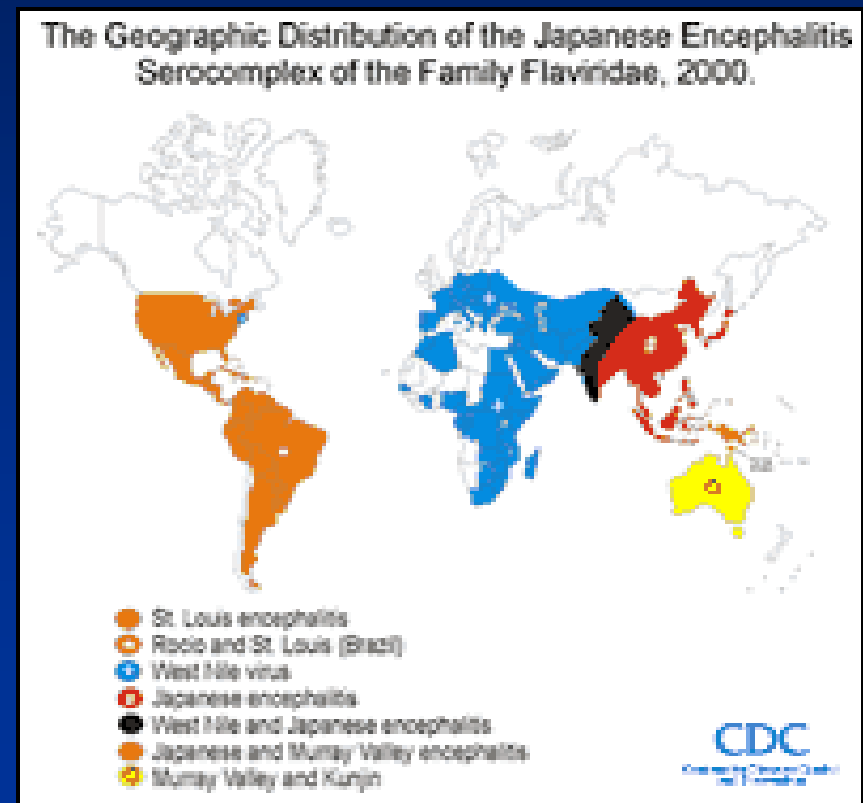 The Geographic Distribution of the Japanese Encephalitis
Serocomplex of the Family Flaviridae, 2000.
St. Louis encephalitis
Rocio and St. Louis (Brazil)
West Nile virus
Japanese encephalitis
West Nile and Japanese encephalitis
Japanese and Murray Valley encephalitis
Murray Valley and Kunjin
CDC